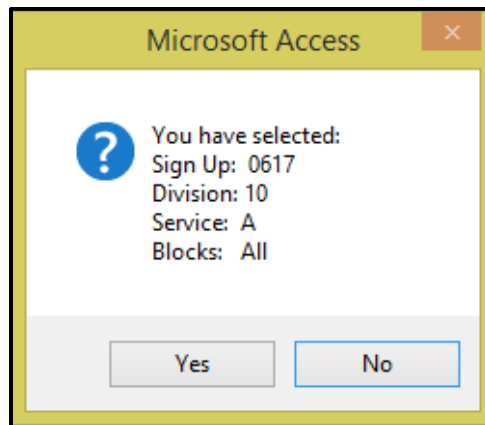 Microsoft Access
?
You have selected:
Sign Up: 0617
Division: 10
Service: A
Blocks: All
Yes
No